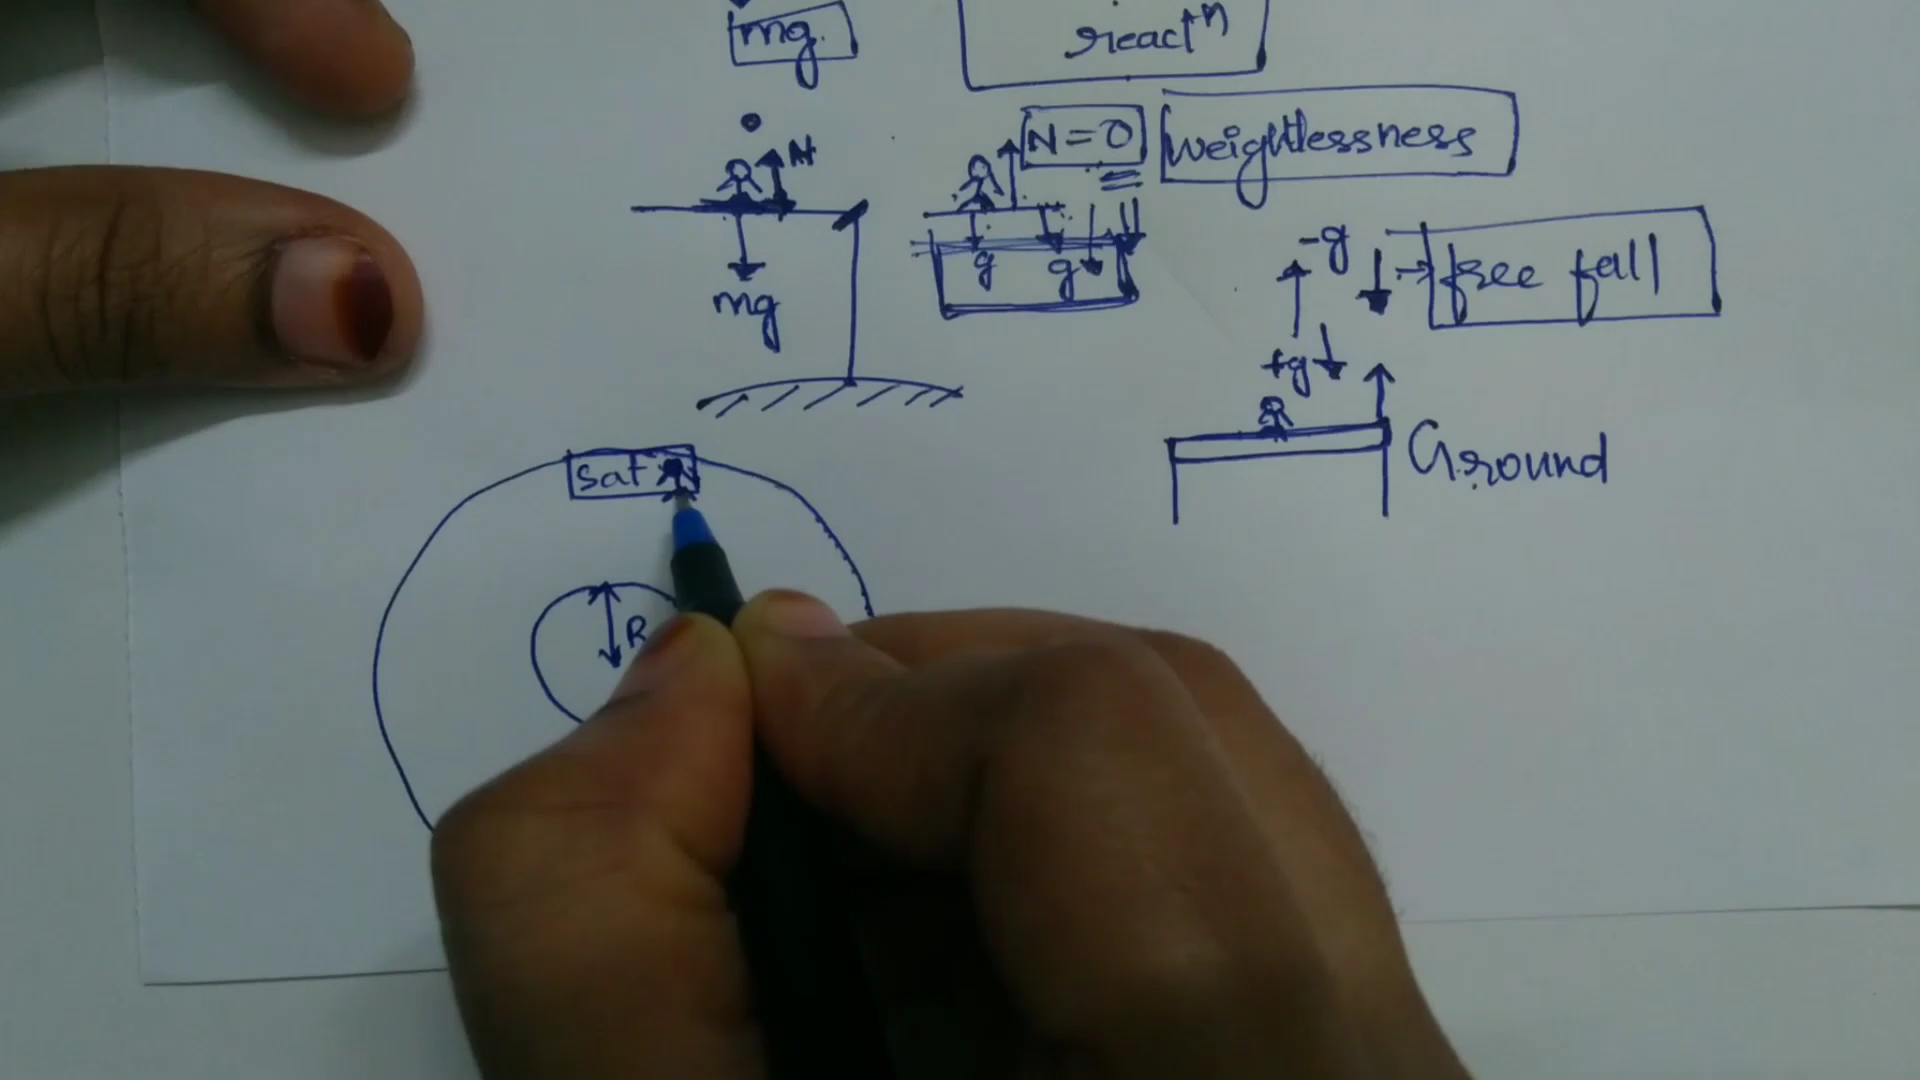 mg.
reactⁿ
N = 0
weightlessness
N
mg
g
g
-g
free fall
+g
Ground
Sat
R